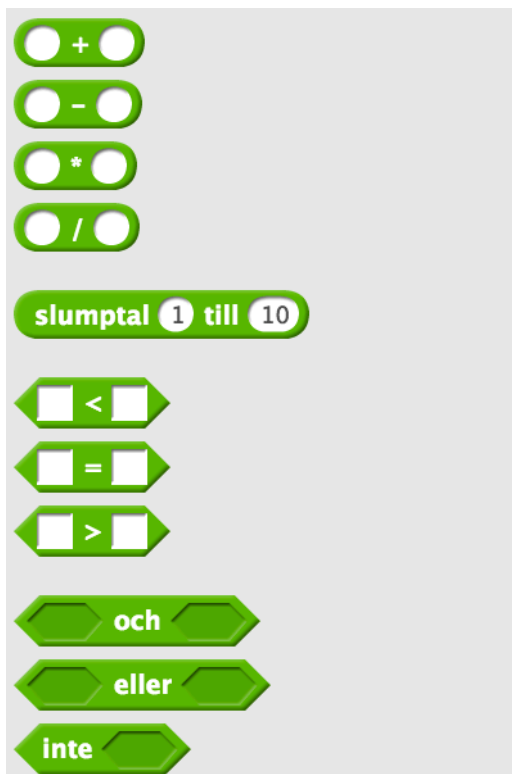 +
-
*
/
slumptal 1 till 10
<
=
>
och
eller
inte